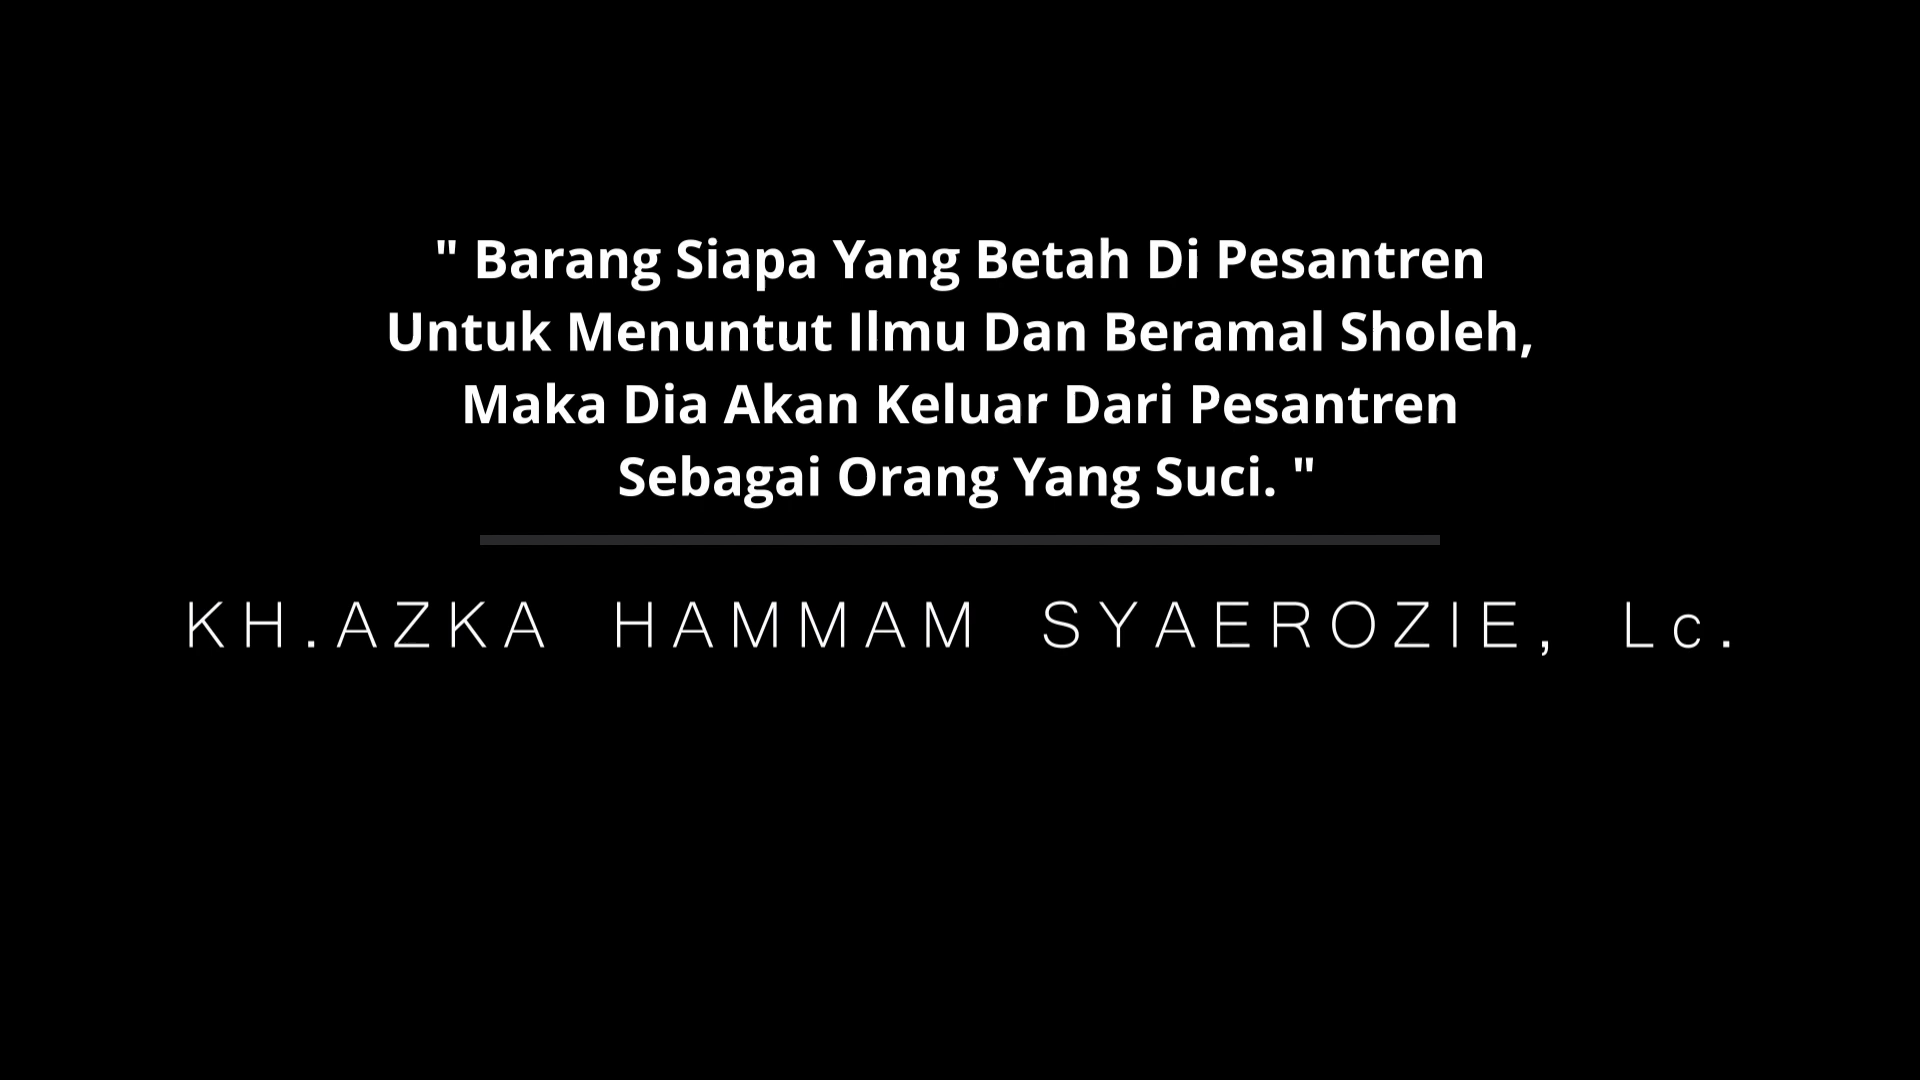 " Barang Siapa Yang Betah Di Pesantren
Untuk Menuntut Ilmu Dan Beramal Sholeh,
Maka Dia Akan Keluar Dari Pesantren
Sebagai Orang Yang Suci. "
KH.AZKA HAMMAM SYAEROZIE, Lc.